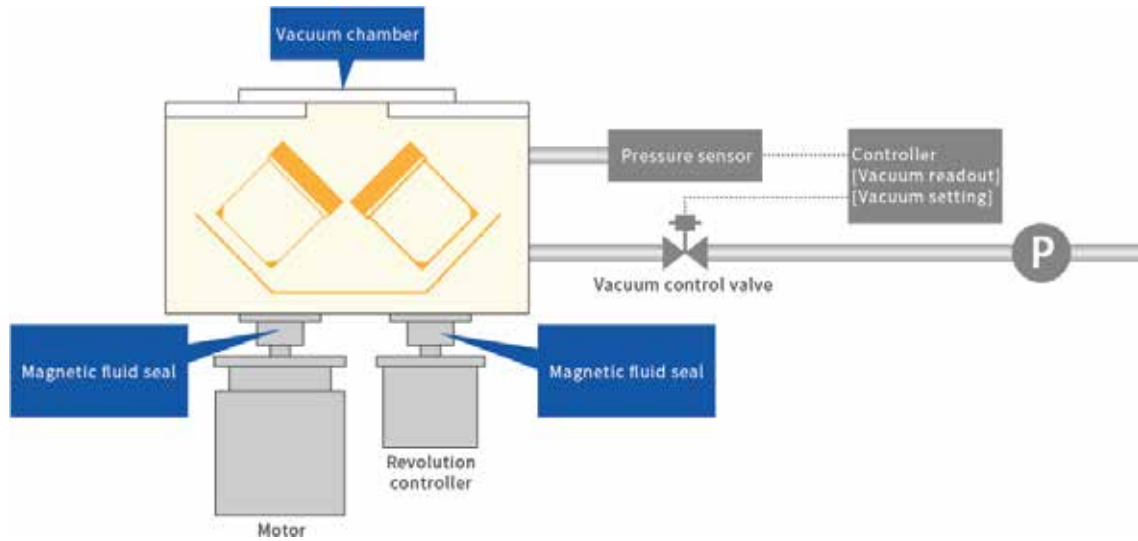 Vacuum chamber
Pressure sensor
Controller
[Vacuum readout]
[Vacuum setting]
P
Vacuum control valve
Magnetic fluid seal
Magnetic fluid seal
Revolution
controller
Motor